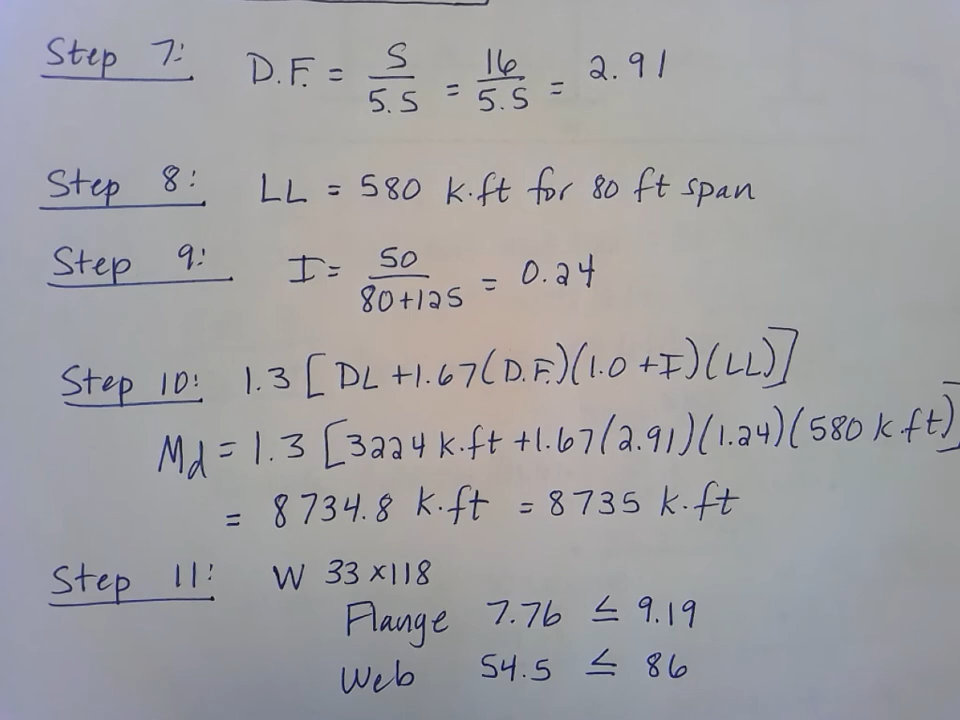 Step 7: D.F. = S/5.5 = 16/5.5 = 2.91
Step 8: LL = 580 k.ft for 80 ft span
Step 9: I = 50/80+125 = 0.24
Step 10: 1.3 [DL +1.67(D.F.)(1.0 +I)(LL)]
Md = 1.3 [3224 k.ft +1.67(2.91)(1.24)(580 k.ft)]
= 8734.8 k.ft = 8735 k.ft
Step 11: W 33 x118
Flange 7.76 ≤ 9.19
Web 54.5 ≤ 86